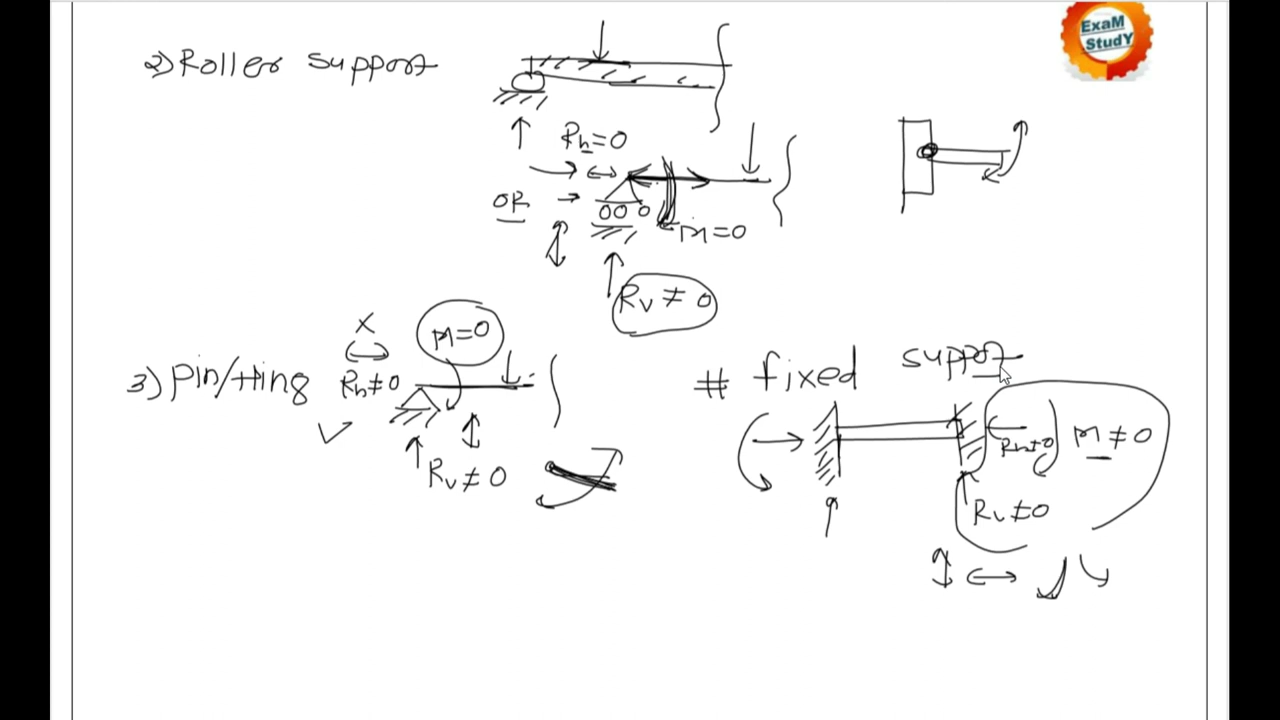 ExaM
StudY
2) Roller support
Rh=0
OR
M=0
Rv ≠ 0
M=0
x
3) Pin/Hing Rh≠0
Rv ≠ 0
# fixed support
Rh≠0 M ≠ 0
Rv ≠ 0